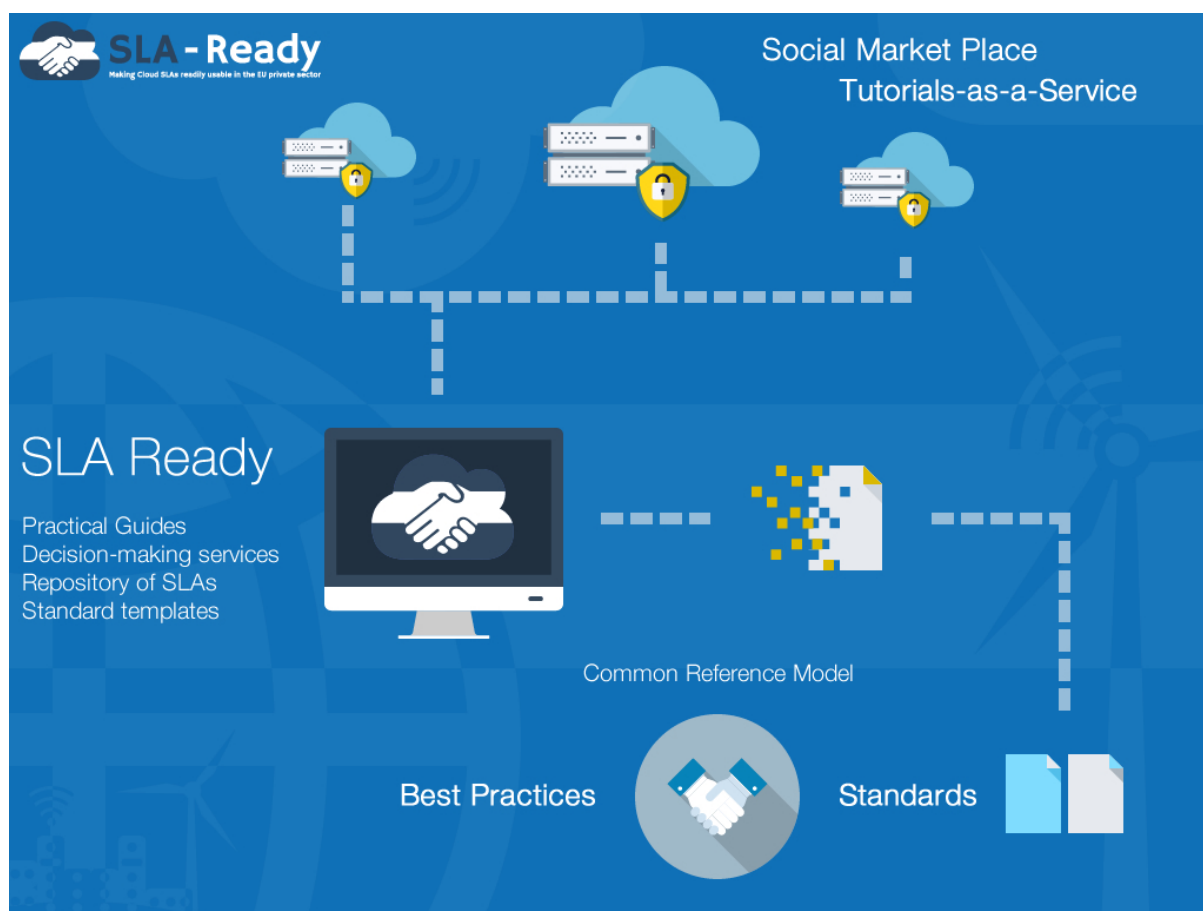 SLA - Ready
Making Cloud SLAs readily usable in the EU private sector
Social Market Place
Tutorials-as-a-Service
SLA Ready
Practical Guides
Decision-making services
Repository of SLAs
Standard templates
Common Reference Model
Best Practices
Standards